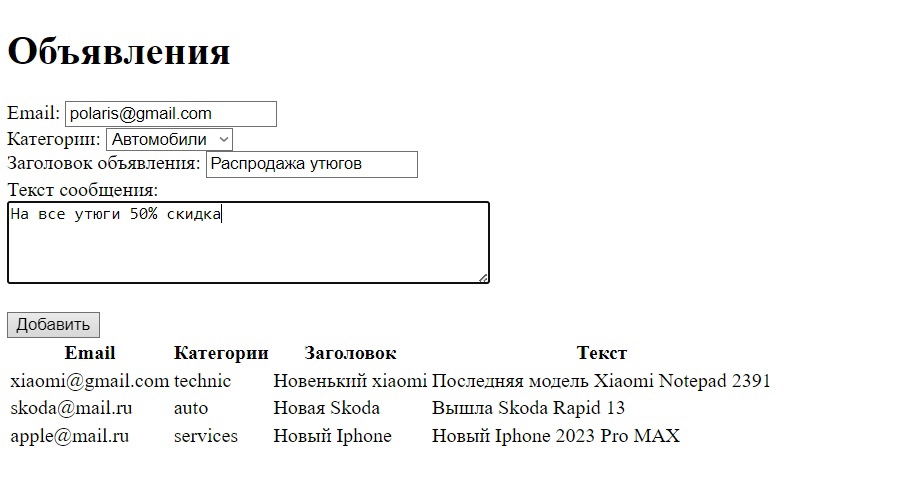 Объявления
Email: polaris@gmail.com
Категории: Автомобили
Заголовок объявления: Распродажа утюгов
Текст сообщения:
На все утюги 50% скидка
Добавить
Email Категории Заголовок Текст
xiaomi@gmail.com technic Новенький xiaomi Последняя модель Xiaomi Notepad 2391
skoda@mail.ru auto Новая Skoda Вышла Skoda Rapid 13
apple@mail.ru services Новый Iphone Новый Iphone 2023 Pro MAX